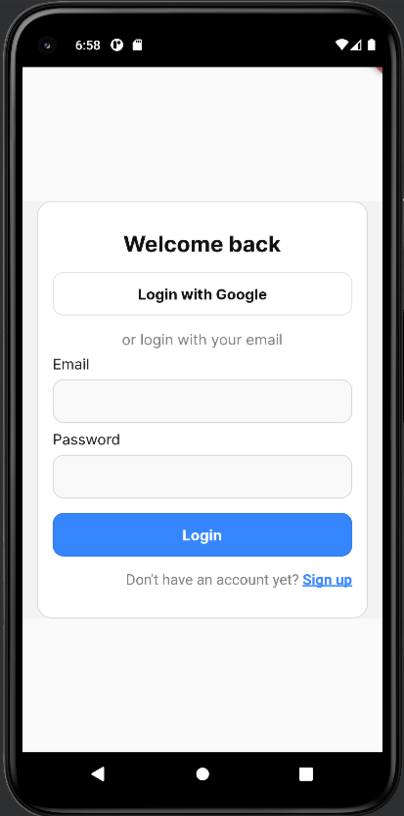 6:58
Welcome back
Login with Google
or login with your email
Email
Password
Login
Don't have an account yet? Sign up